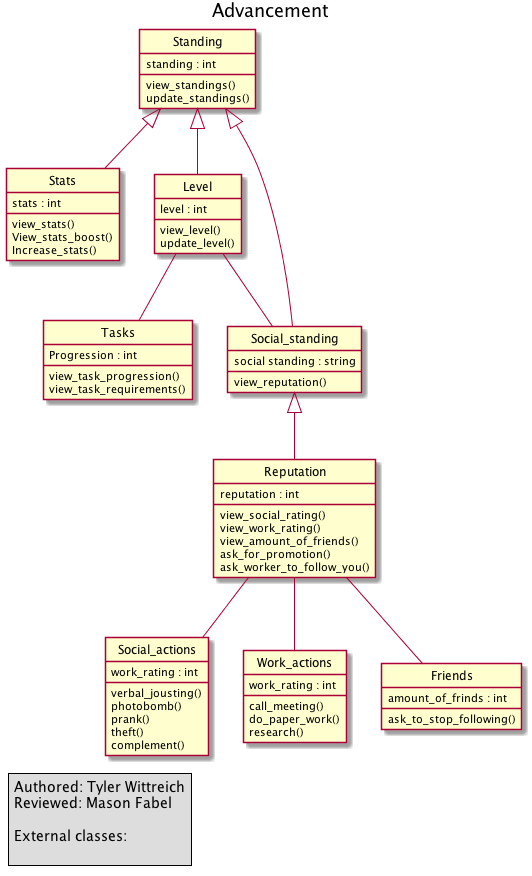 Advancement
Standing
standing : int
view_standings()
update_standings()
Stats
stats : int
view_stats()
View_stats_boost()
Increase_stats()
Level
level : int
view_level()
update_level()
Tasks
Progression : int
view_task_progression()
view_task_requirements()
Social_standing
social standing : string
view_reputation()
Reputation
reputation : int
view_social_rating()
view_work_rating()
view_amount_of_friends()
ask_for_promotion()
ask_worker_to_follow_you()
Social_actions
work_rating : int
verbal_jousting()
photobomb()
prank()
theft()
complement()
Work_actions
work_rating : int
call_meeting()
do_paper_work()
research()
Friends
amount_of_frinds : int
ask_to_stop_following()
Authored: Tyler Wittreich
Reviewed: Mason Fabel
External classes: